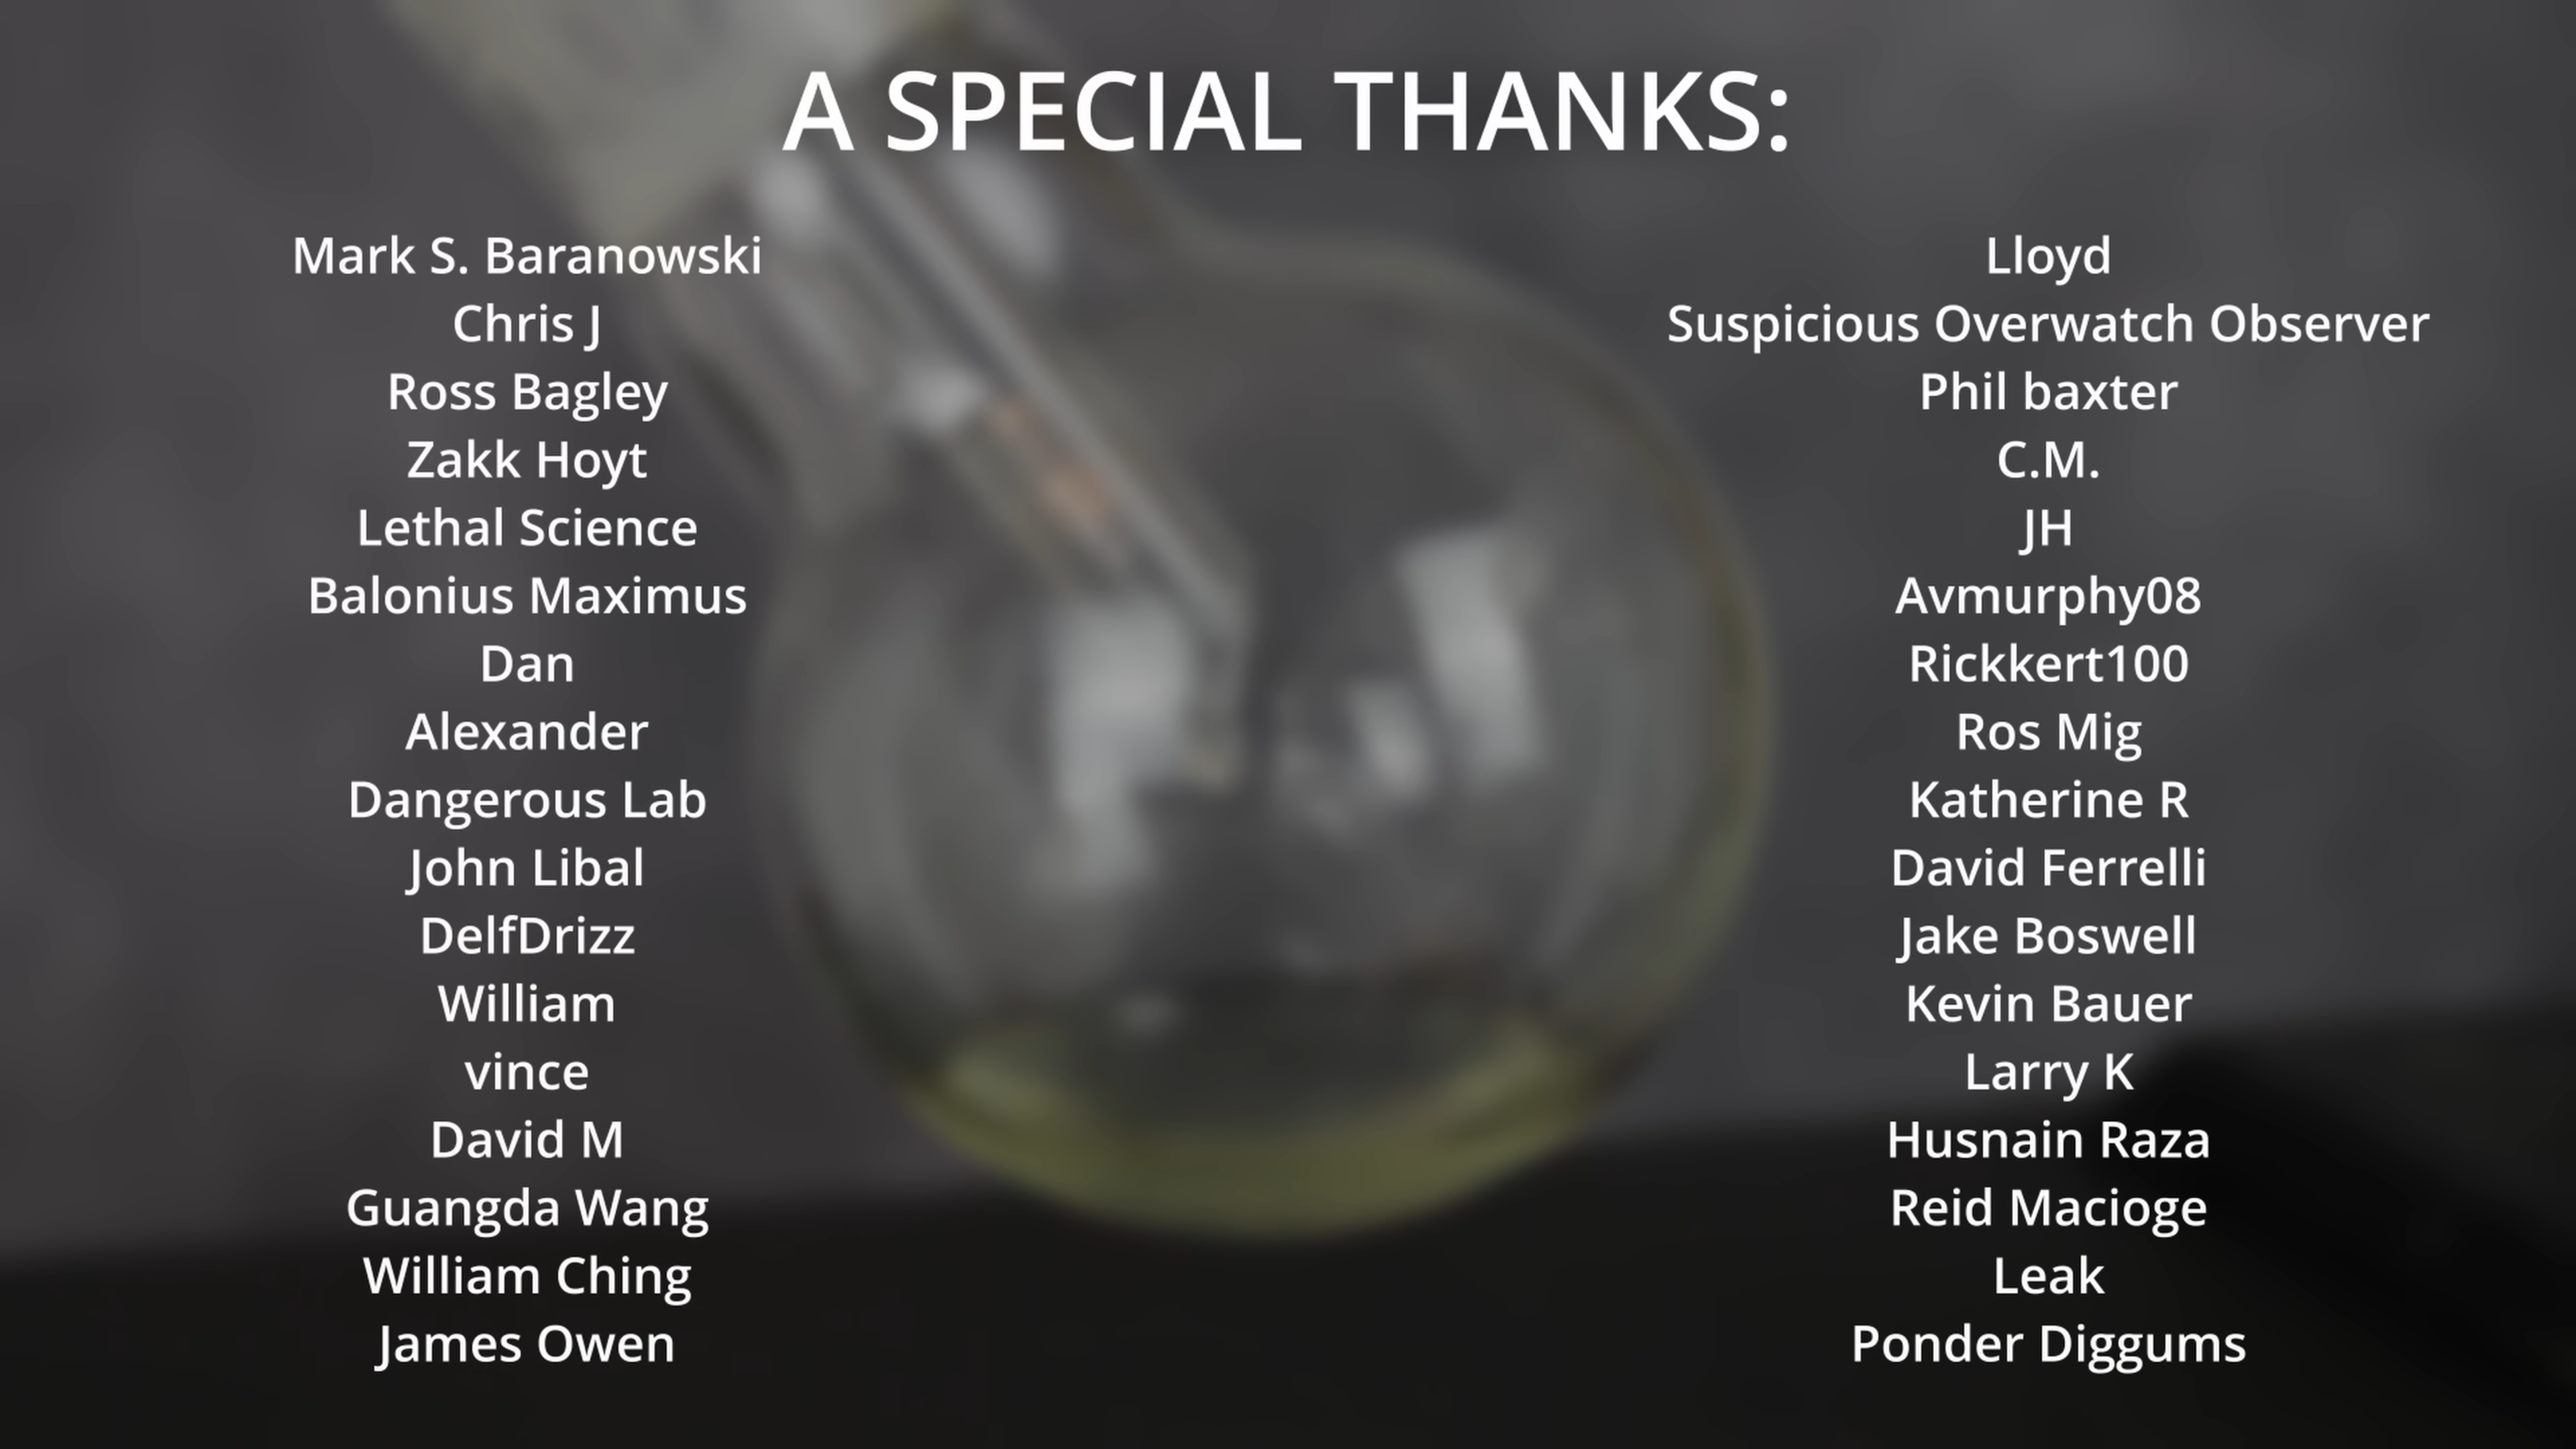 A SPECIAL THANKS:
Mark S. Baranowski
Chris J
Ross Bagley
Zakk Hoyt
Lethal Science
Balonius Maximus
Dan
Alexander
Dangerous Lab
John Libal
DelfDrizz
William
vince
David M
Guangda Wang
William Ching
James Owen
Lloyd
Suspicious Overwatch Observer
Phil baxter
C.M.
JH
Avmurphy08
Rickkert100
Ros Mig
Katherine R
David Ferrelli
Jake Boswell
Kevin Bauer
Larry K
Husnain Raza
Reid Macioge
Leak
Ponder Diggums